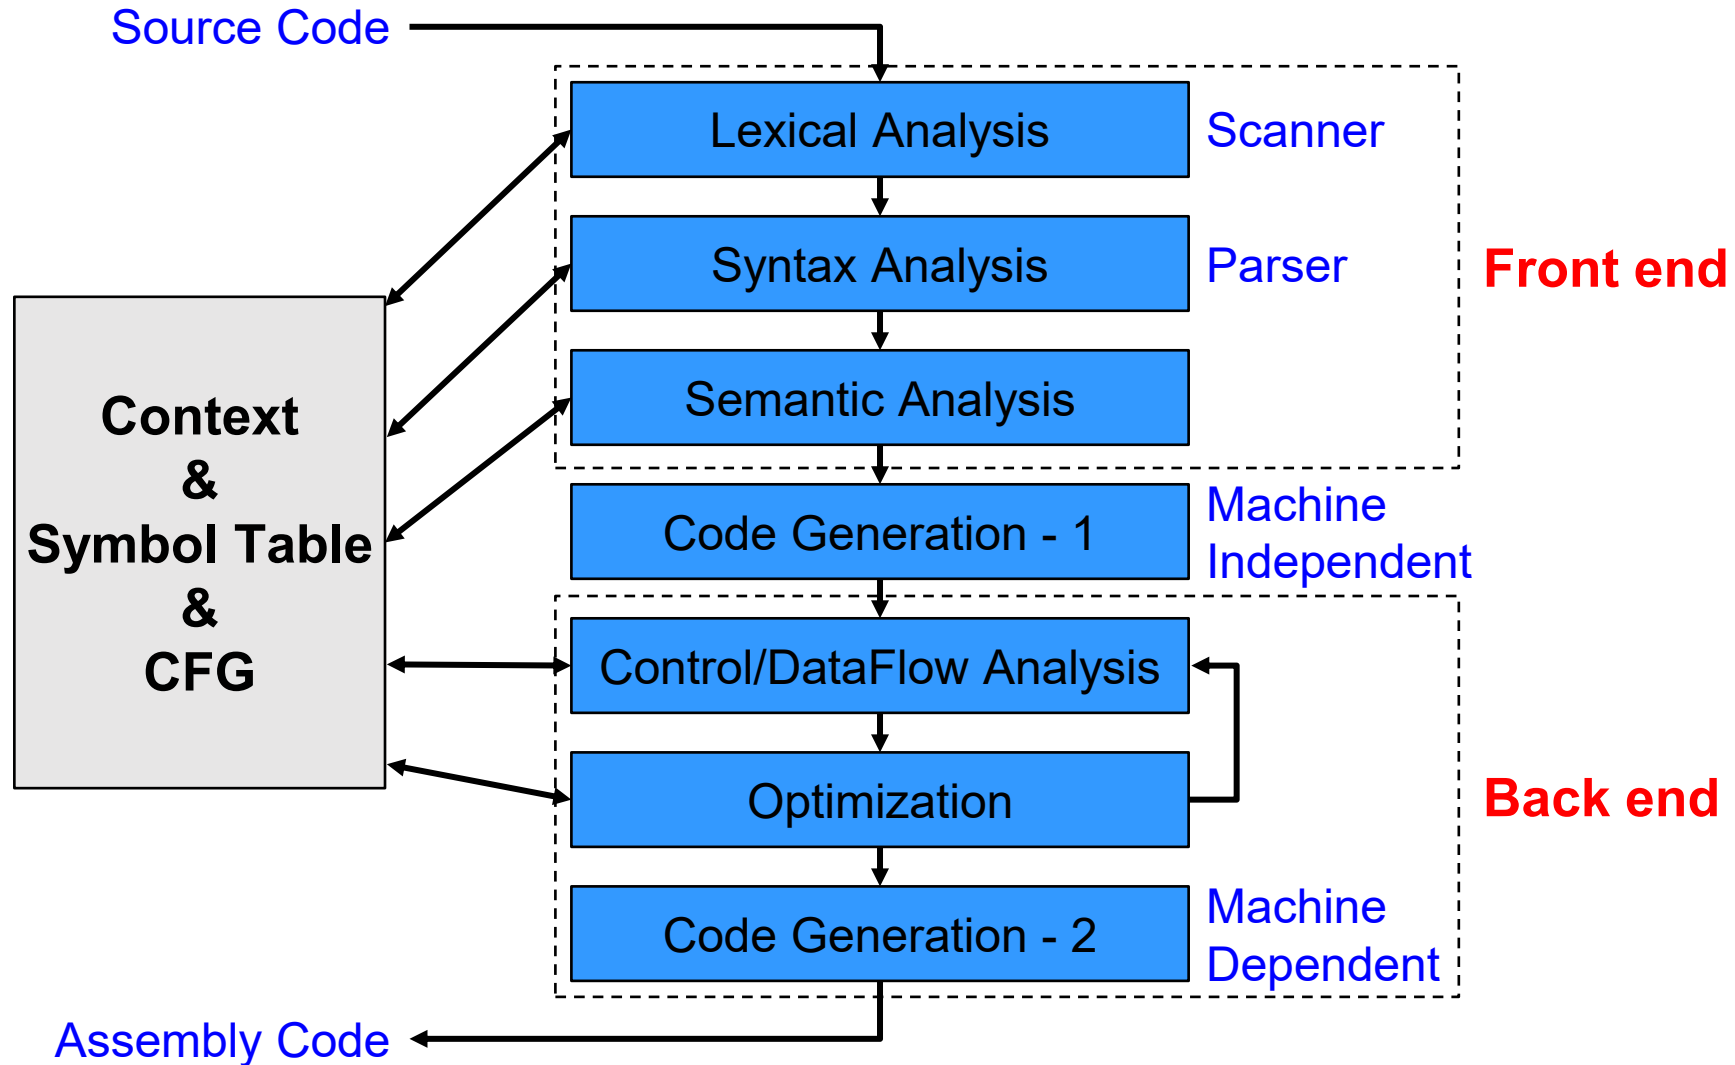 Source Code
Lexical Analysis
Scanner
Syntax Analysis
Parser
Front end
Semantic Analysis
Context
&
Symbol Table
&
CFG
Code Generation - 1
Machine
Independent
Control/DataFlow Analysis
Optimization
Back end
Code Generation - 2
Machine
Dependent
Assembly Code